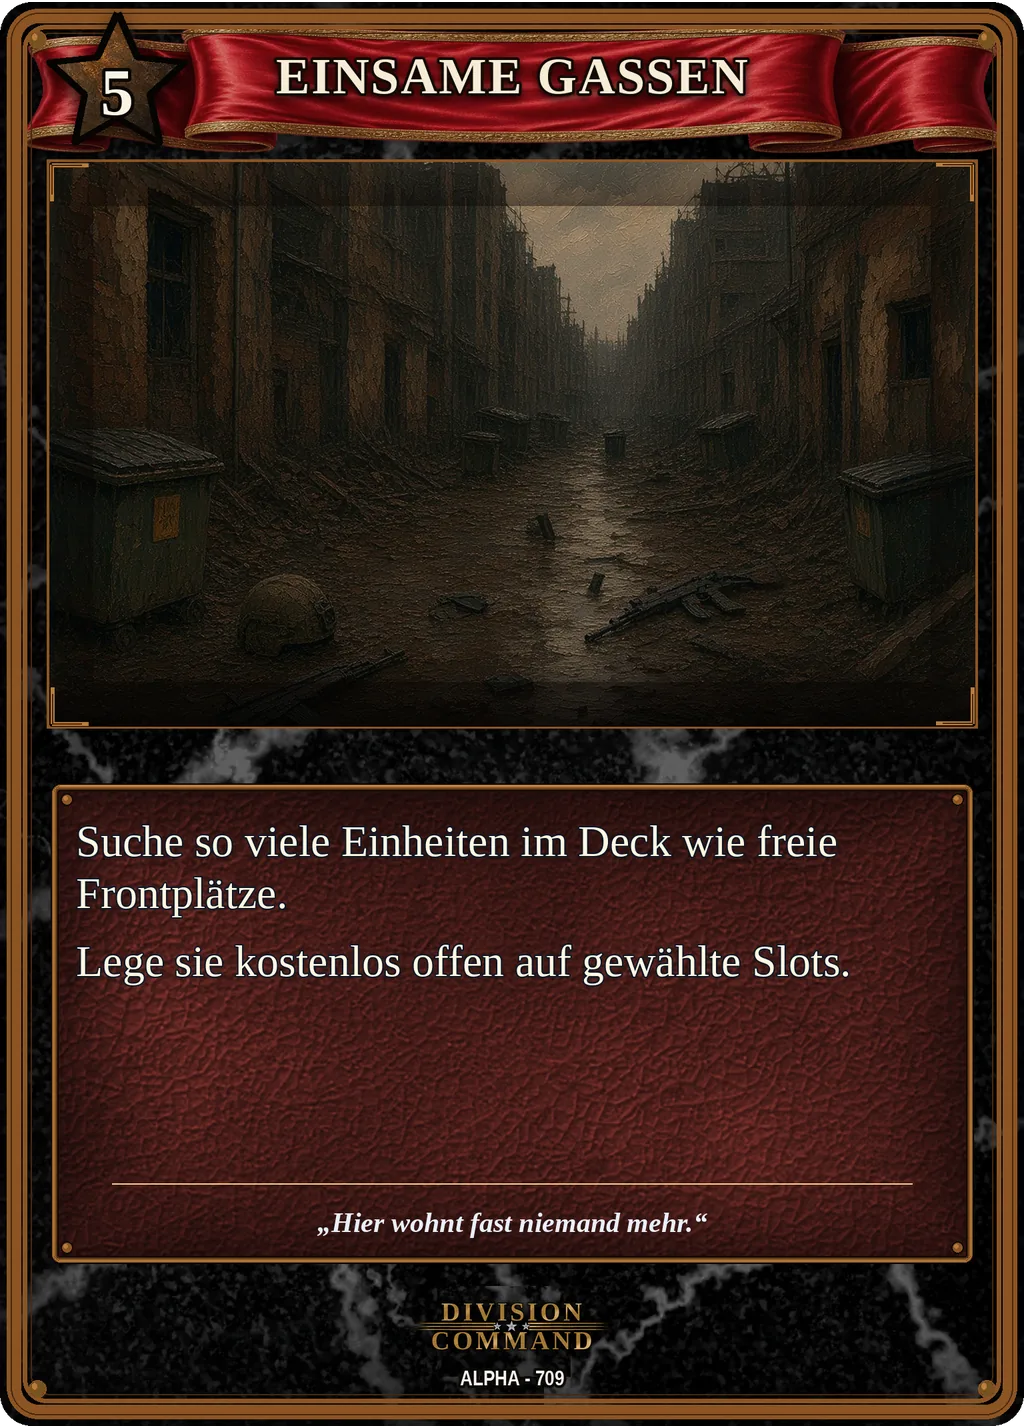 5
EINSAME GASSEN
Suche so viele Einheiten im Deck wie freie
Frontplätze.
Lege sie kostenlos offen auf gewählte Slots.
„Hier wohnt fast niemand mehr.“
DIVISION
COMMAND
ALPHA - 709